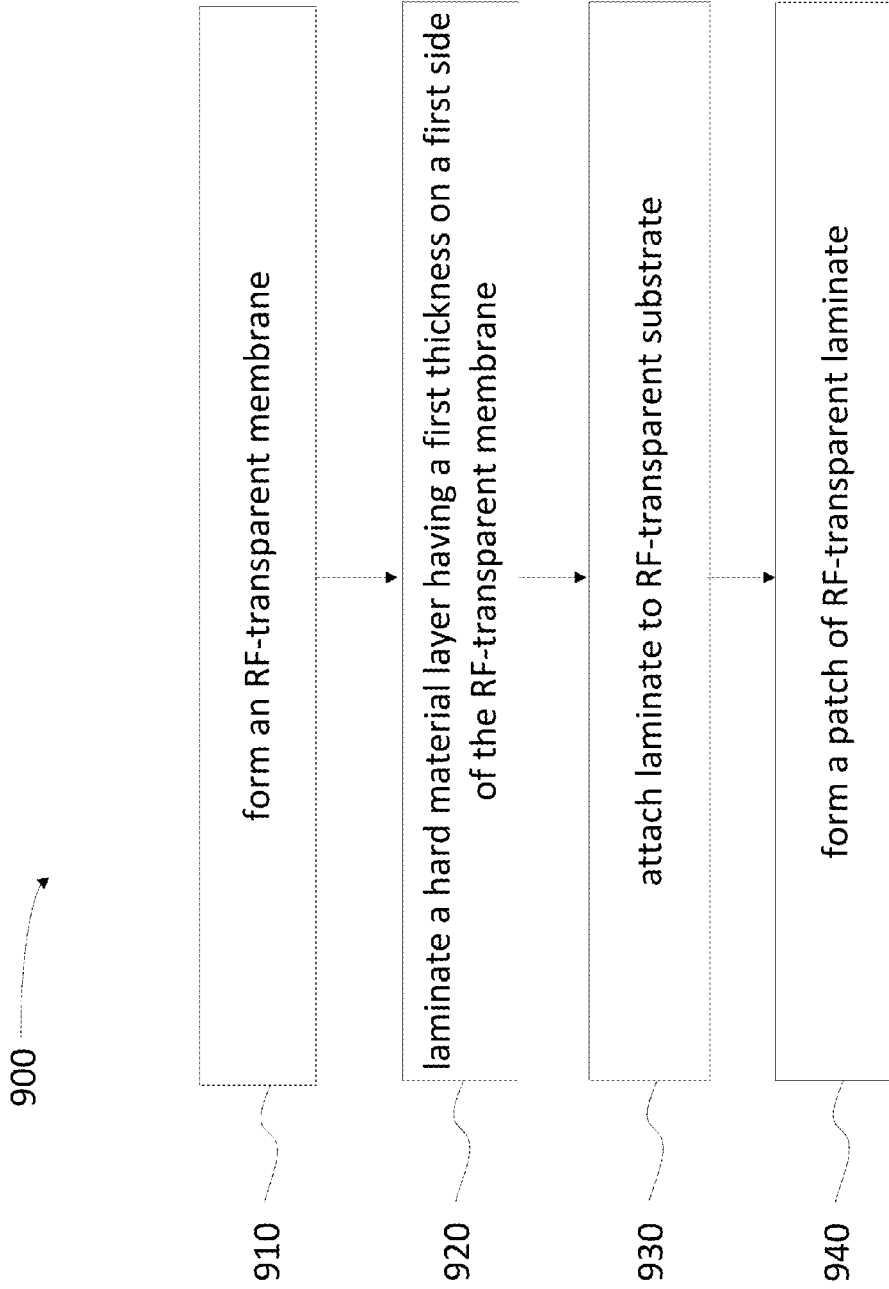 900
910
form an RF-transparent membrane
920
laminate a hard material layer having a first thickness on a first side
of the RF-transparent membrane
930
attach laminate to RF-transparent substrate
940
form a patch of RF-transparent laminate